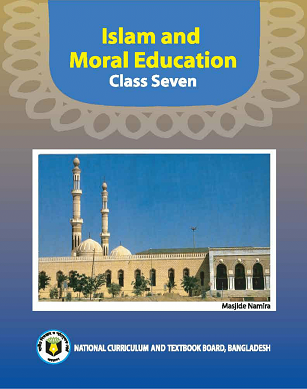 Islam and
Moral Education
Class Seven
Masjide Namira
NATIONAL CURRICULUM AND TEXTBOOK BOARD, BANGLADESH